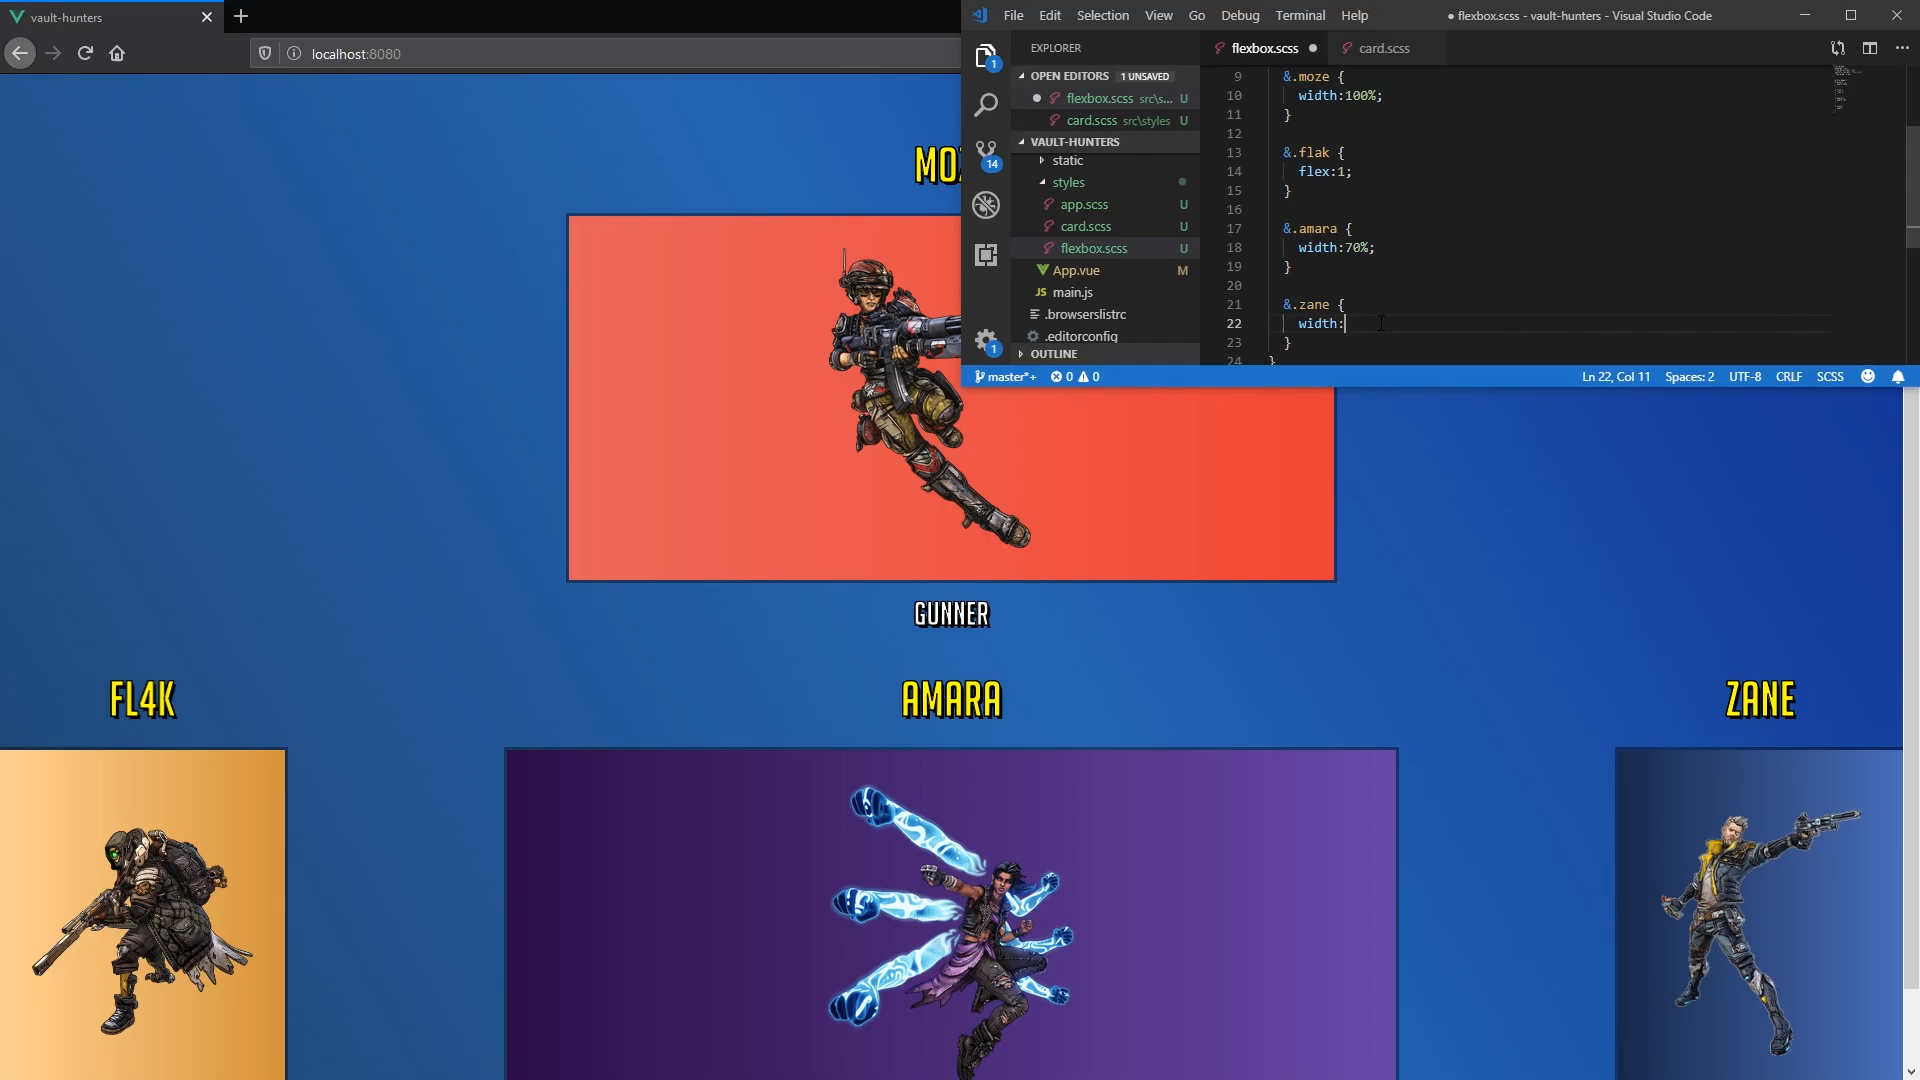 vault-hunters
localhost:8080
File Edit Selection View Go Debug Terminal Help
● flexbox.scss - vault-hunters - Visual Studio Code
EXPLORER
OPEN EDITORS 1 UNSAVED
flexbox.scss src\s... U
card.scss src\styles U
VAULT-HUNTERS
static
styles
app.scss U
card.scss U
flexbox.scss U
App.vue M
JS main.js
.browserslistrc
.editorconfig
OUTLINE
1
14
1
flexbox.scss ●
card.scss
9 &.moze {
10 width:100%;
11 }
12
13 &.flak {
14 flex:1;
15 }
16
17 &.amara {
18 width:70%;
19 }
20
21 &.zane {
22 width:
23 }
24 }
master*+ 0 0
Ln 22, Col 11 Spaces: 2 UTF-8 CRLF SCSS
GUNNER
FL4K
AMARA
ZANE